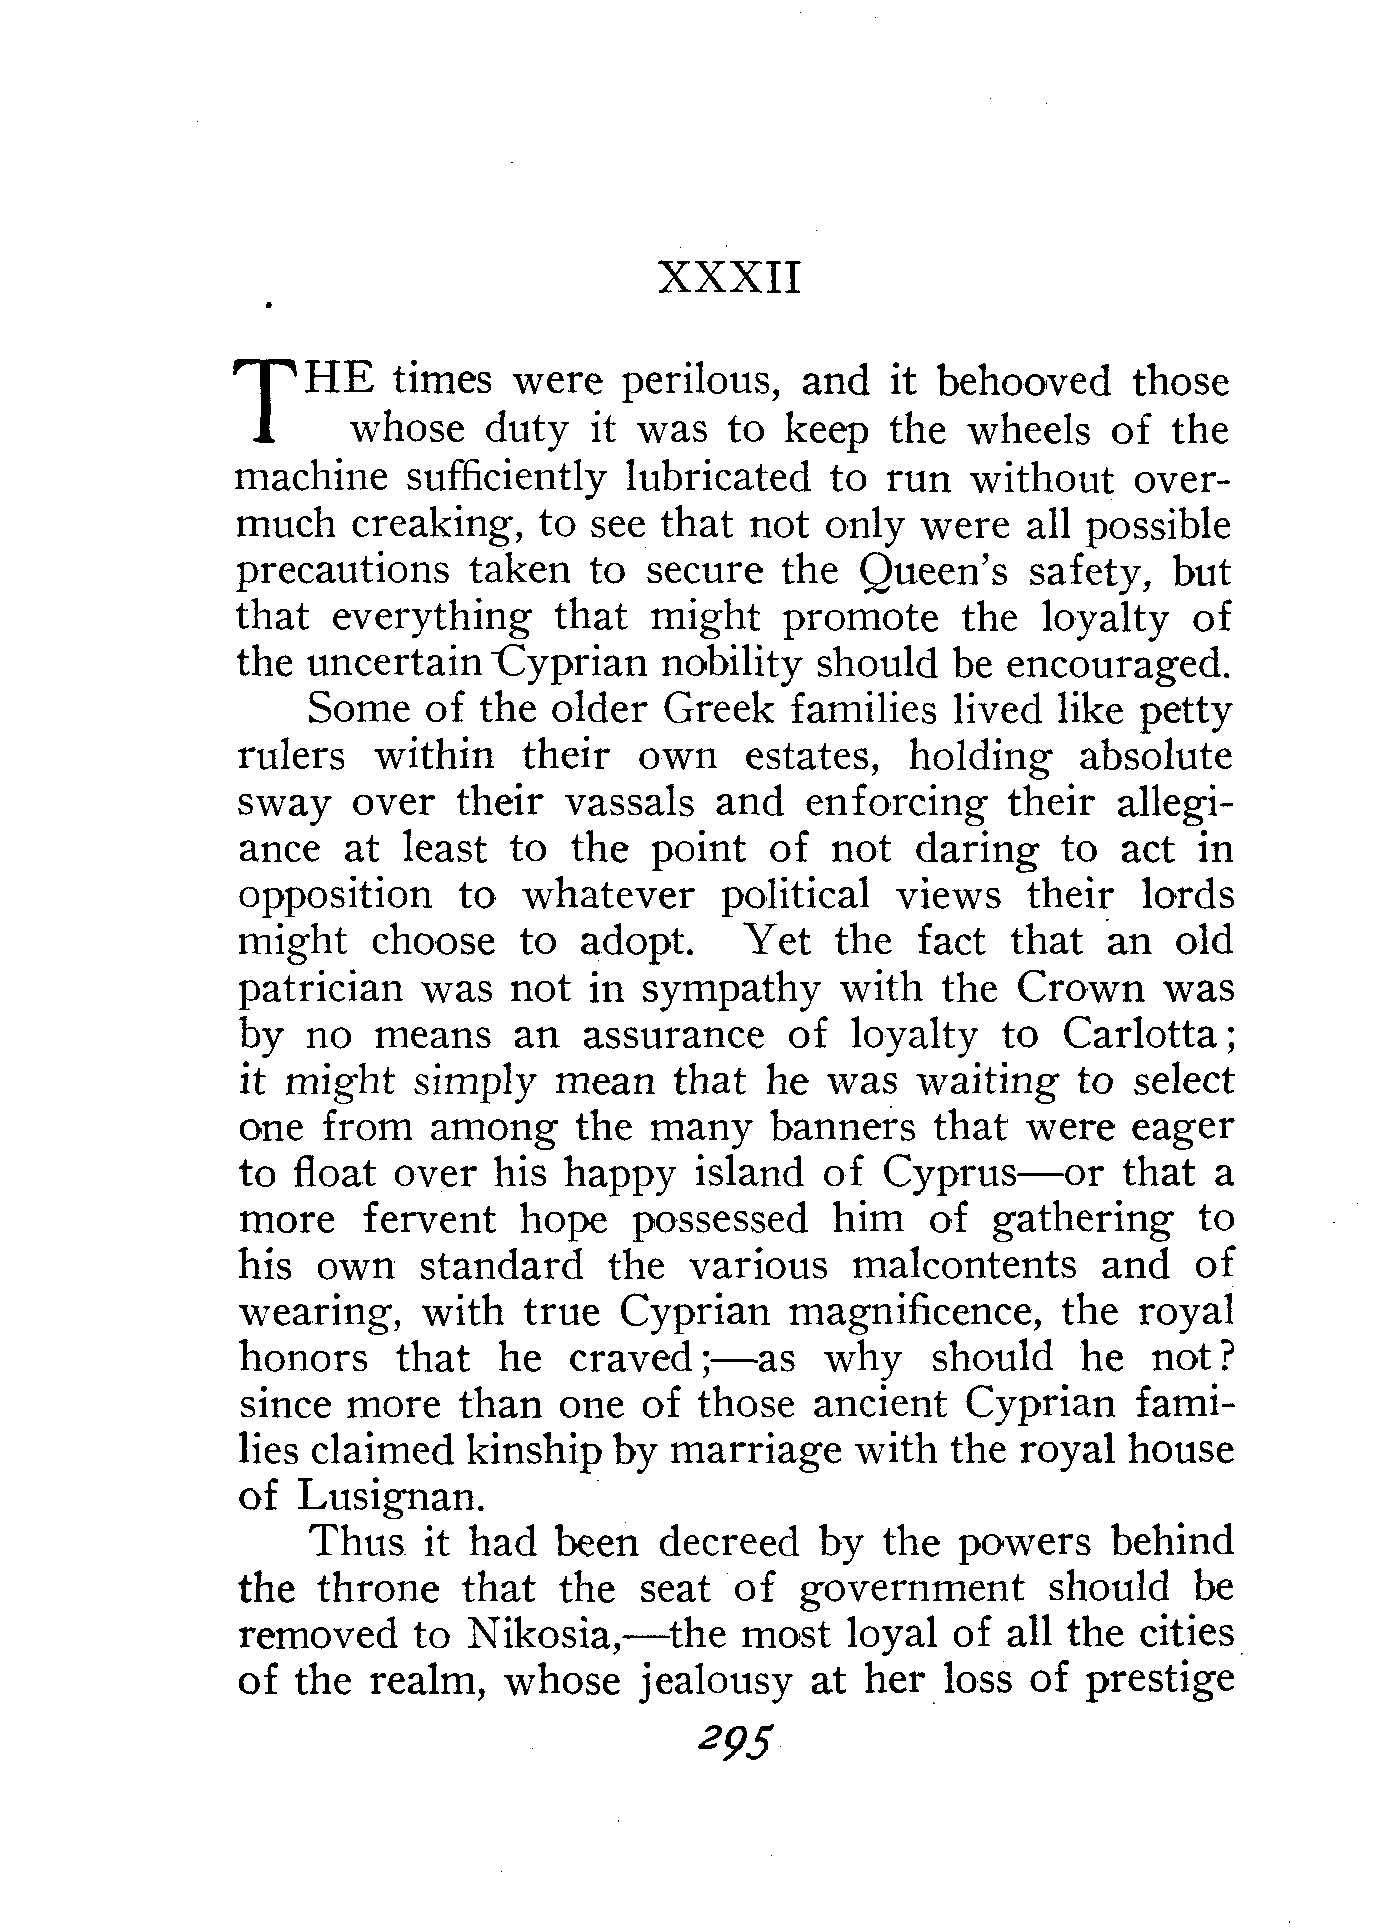 XXXII
THE times were perilous, and it behooved those
whose duty it was to keep the wheels of the
machine sufficiently lubricated to run without over-
much creaking, to see that not only were all possible
precautions taken to secure the Queen's safety, but
that everything that might promote the loyalty of
the uncertain Cyprian nobility should be encouraged.
Some of the older Greek families lived like petty
rulers within their own estates, holding absolute
sway over their vassals and enforcing their allegi-
ance at least to the point of not daring to act in
opposition to whatever political views their lords
might choose to adopt. Yet the fact that an old
patrician was not in sympathy with the Crown was
by no means an assurance of loyalty to Carlotta;
it might simply mean that he was waiting to select
one from among the many banners that were eager
to float over his happy island of Cyprus—or that a
more fervent hope possessed him of gathering to
his own standard the various malcontents and of
wearing, with true Cyprian magnificence, the royal
honors that he craved;—as why should he not?
since more than one of those ancient Cyprian fami-
lies claimed kinship by marriage with the royal house
of Lusignan.
Thus it had been decreed by the powers behind
the throne that the seat of government should be
removed to Nikosia,—the most loyal of all the cities
of the realm, whose jealousy at her loss of prestige
295